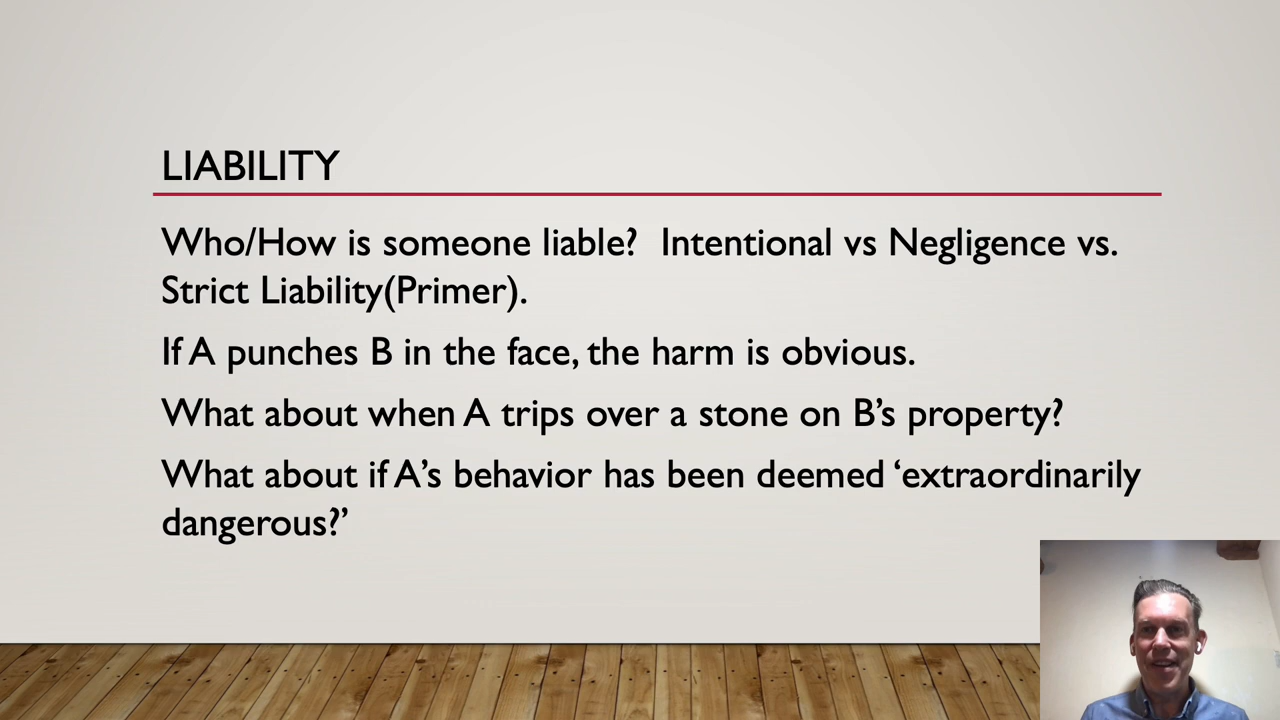 LIABILITY
Who/How is someone liable?  Intentional vs Negligence vs.
Strict Liability(Primer).
If A punches B in the face, the harm is obvious.
What about when A trips over a stone on B’s property?
What about if A’s behavior has been deemed ‘extraordinarily
dangerous?’